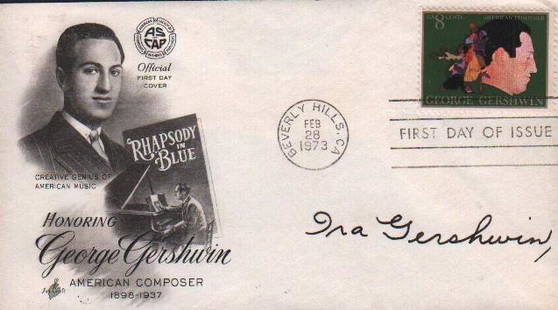 ASCAP
Official
FIRST DAY
COVER
RHAPSODY
IN
BLUE
CREATIVE GENIUS OF
AMERICAN MUSIC
HONORING
George Gershwin
AMERICAN COMPOSER
1898-1937
BEVERLY HILLS, CA
FEB
28
1973
8 CENTS AMERICAN COMPOSER
GEORGE GERSHWIN
FIRST DAY OF ISSUE
Ira Gershwin